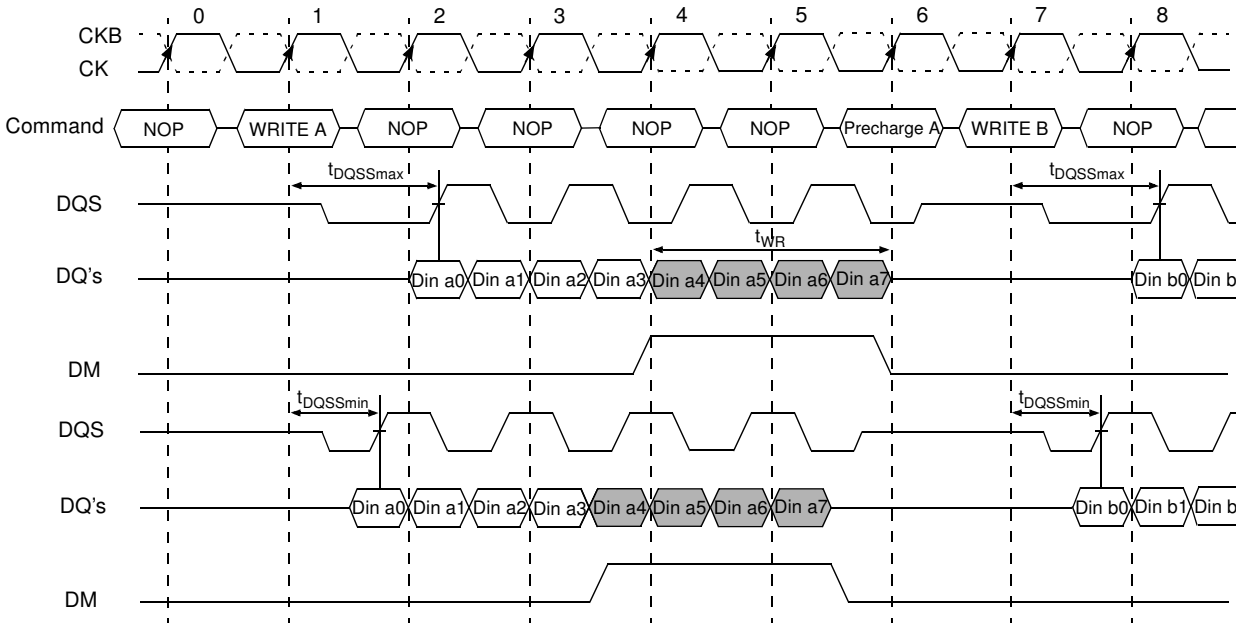 0 1 2 3 4 5 6 7 8
CKB
CK
Command NOP WRITE A NOP NOP NOP NOP Precharge A WRITE B NOP
tDQSSmax tDQSSmax
DQS
tWR
DQ's Din a0 Din a1 Din a2 Din a3 Din a4 Din a5 Din a6 Din a7 Din b0 Din b
DM
tDQSSmin tDQSSmin
DQS
DQ's Din a0 Din a1 Din a2 Din a3 Din a4 Din a5 Din a6 Din a7 Din b0 Din b1 Din b
DM